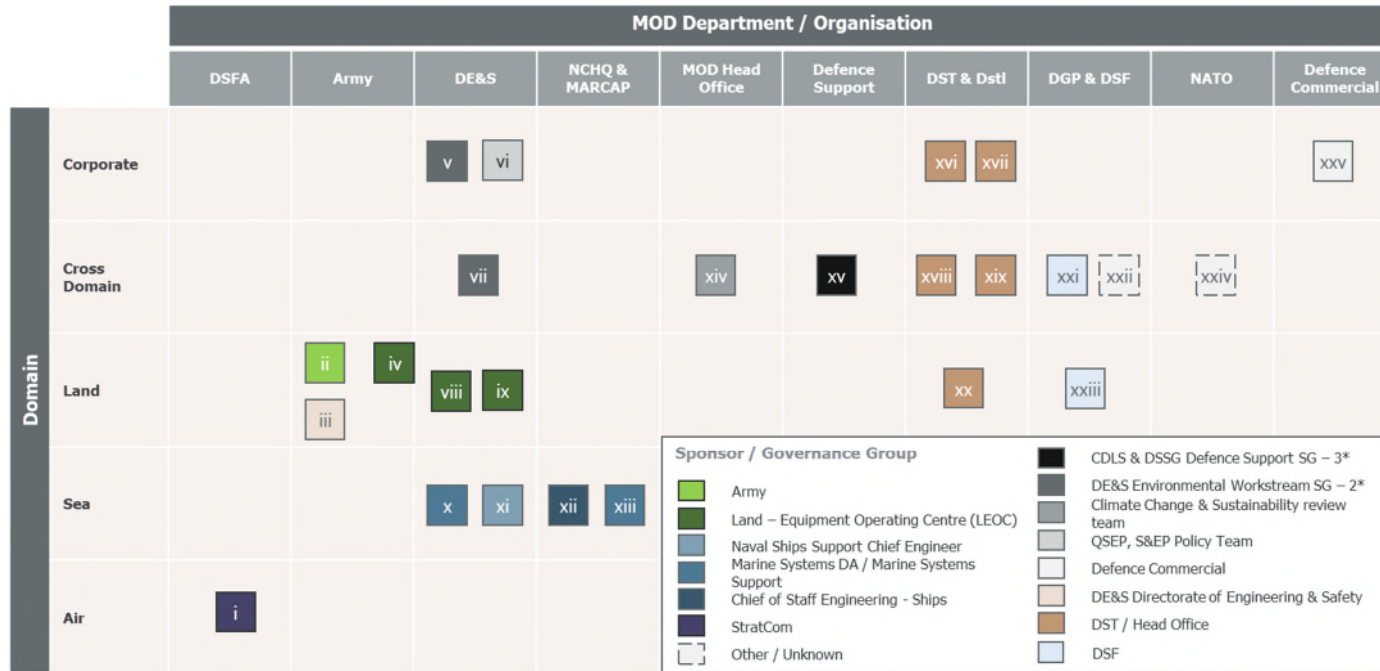 MOD Department / Organisation
DSFA
Army
DE&S
NCHQ &
MARCAP
MOD Head
Office
Defence
Support
DST & Dstl
DGP & DSF
NATO
Defence
Commercial
Domain
Corporate
v
vi
xvi
xvii
xxv
Cross
Domain
vii
xiv
xv
xviii
xix
xxi
xxii
xxiv
Land
ii
iv
iii
viii
ix
xx
xxiii
Sea
x
xi
xii
xiii
Air
i
Sponsor / Governance Group
Army
Land – Equipment Operating Centre (LEOC)
Naval Ships Support Chief Engineer
Marine Systems DA / Marine Systems
Support
Chief of Staff Engineering - Ships
StratCom
Other / Unknown
CDLS & DSSG Defence Support SG – 3*
DE&S Environmental Workstream SG – 2*
Climate Change & Sustainability review
team
QSEP, S&EP Policy Team
Defence Commercial
DE&S Directorate of Engineering & Safety
DST / Head Office
DSF